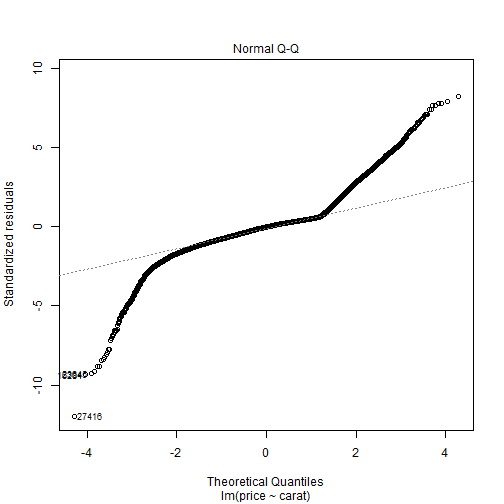 Normal Q-Q
10
5
0
-5
-10
Standardized residuals
27416
-4
-2
0
2
4
Theoretical Quantiles
lm(price ~ carat)